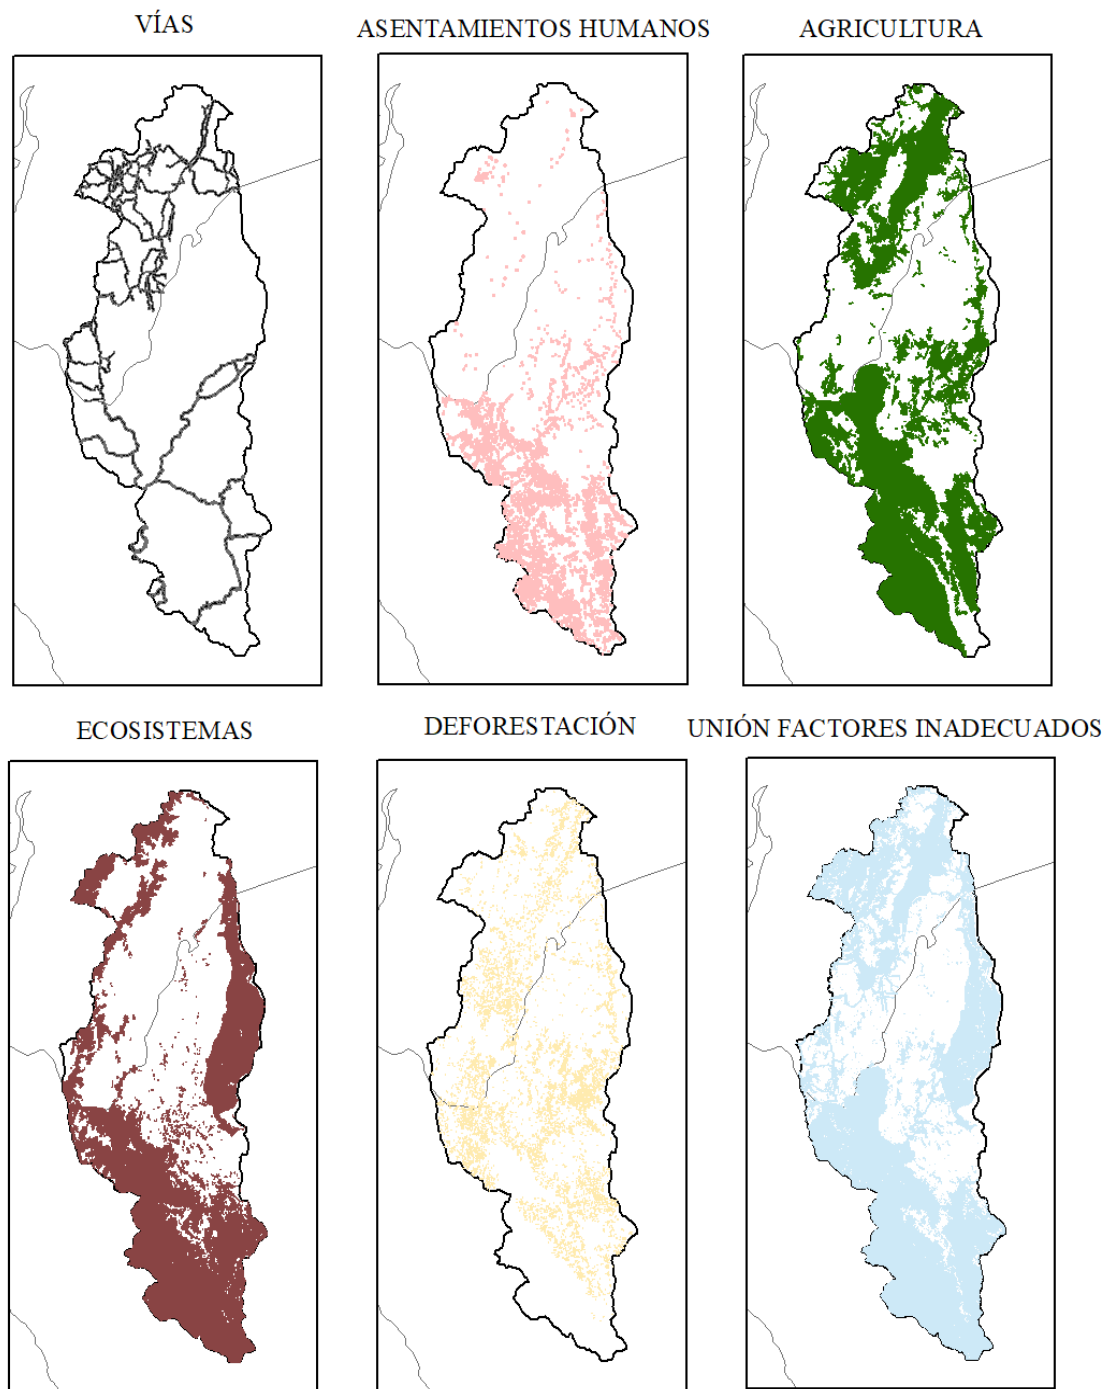 VÍAS
ASENTAMIENTOS HUMANOS
AGRICULTURA
ECOSISTEMAS
DEFORESTACIÓN
UNIÓN FACTORES INADECUADOS